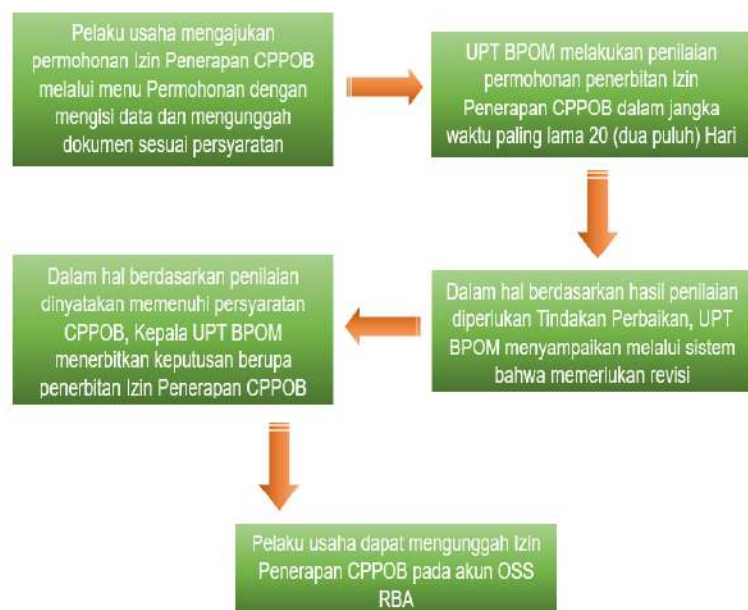 Pelaku usaha mengajukan
permohonan Izin Penerapan CPPOB
melalui menu Permohonan dengan
mengisi data dan mengunggah
dokumen sesuai persyaratan
UPT BPOM melakukan penilaian
permohonan penerbitan Izin
Penerapan CPPOB dalam jangka
waktu paling lama 20 (dua puluh) Hari
Dalam hal berdasarkan hasil penilaian
diperlukan Tindakan Perbaikan, UPT
BPOM menyampaikan melalui sistem
bahwa memerlukan revisi
Dalam hal berdasarkan penilaian
dinyatakan memenuhi persyaratan
CPPOB, Kepala UPT BPOM
menerbitkan keputusan berupa
penerbitan Izin Penerapan CPPOB
Pelaku usaha dapat mengunggah Izin
Penerapan CPPOB pada akun OSS
RBA